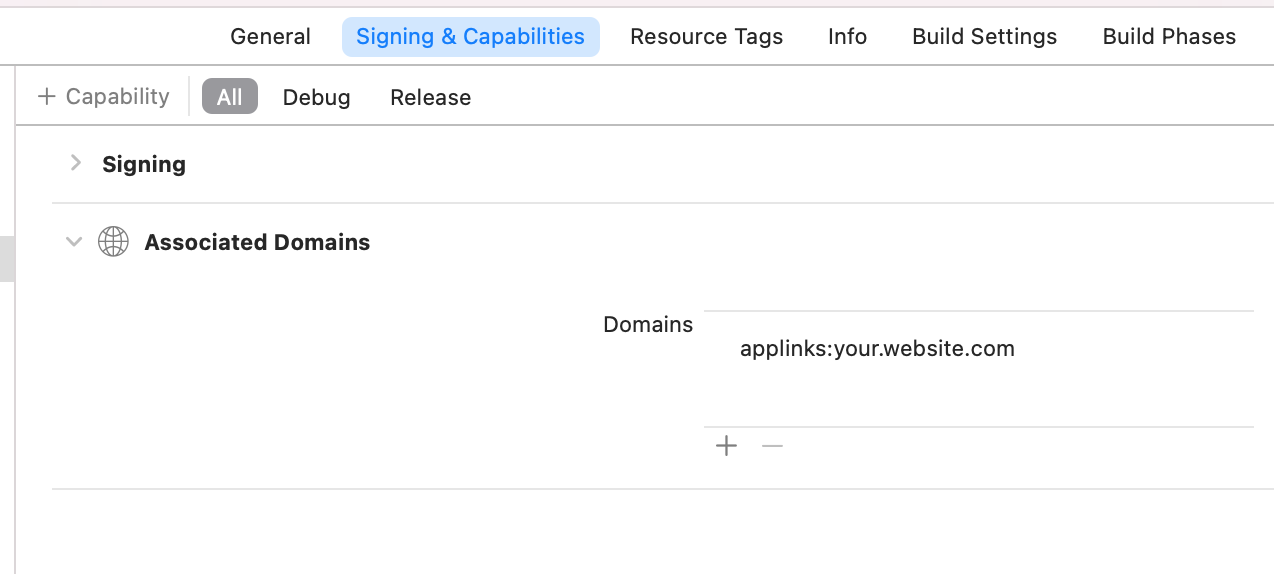 General Signing & Capabilities Resource Tags Info Build Settings Build Phases
+ Capability All Debug Release
Signing
Associated Domains
Domains
applinks:your.website.com